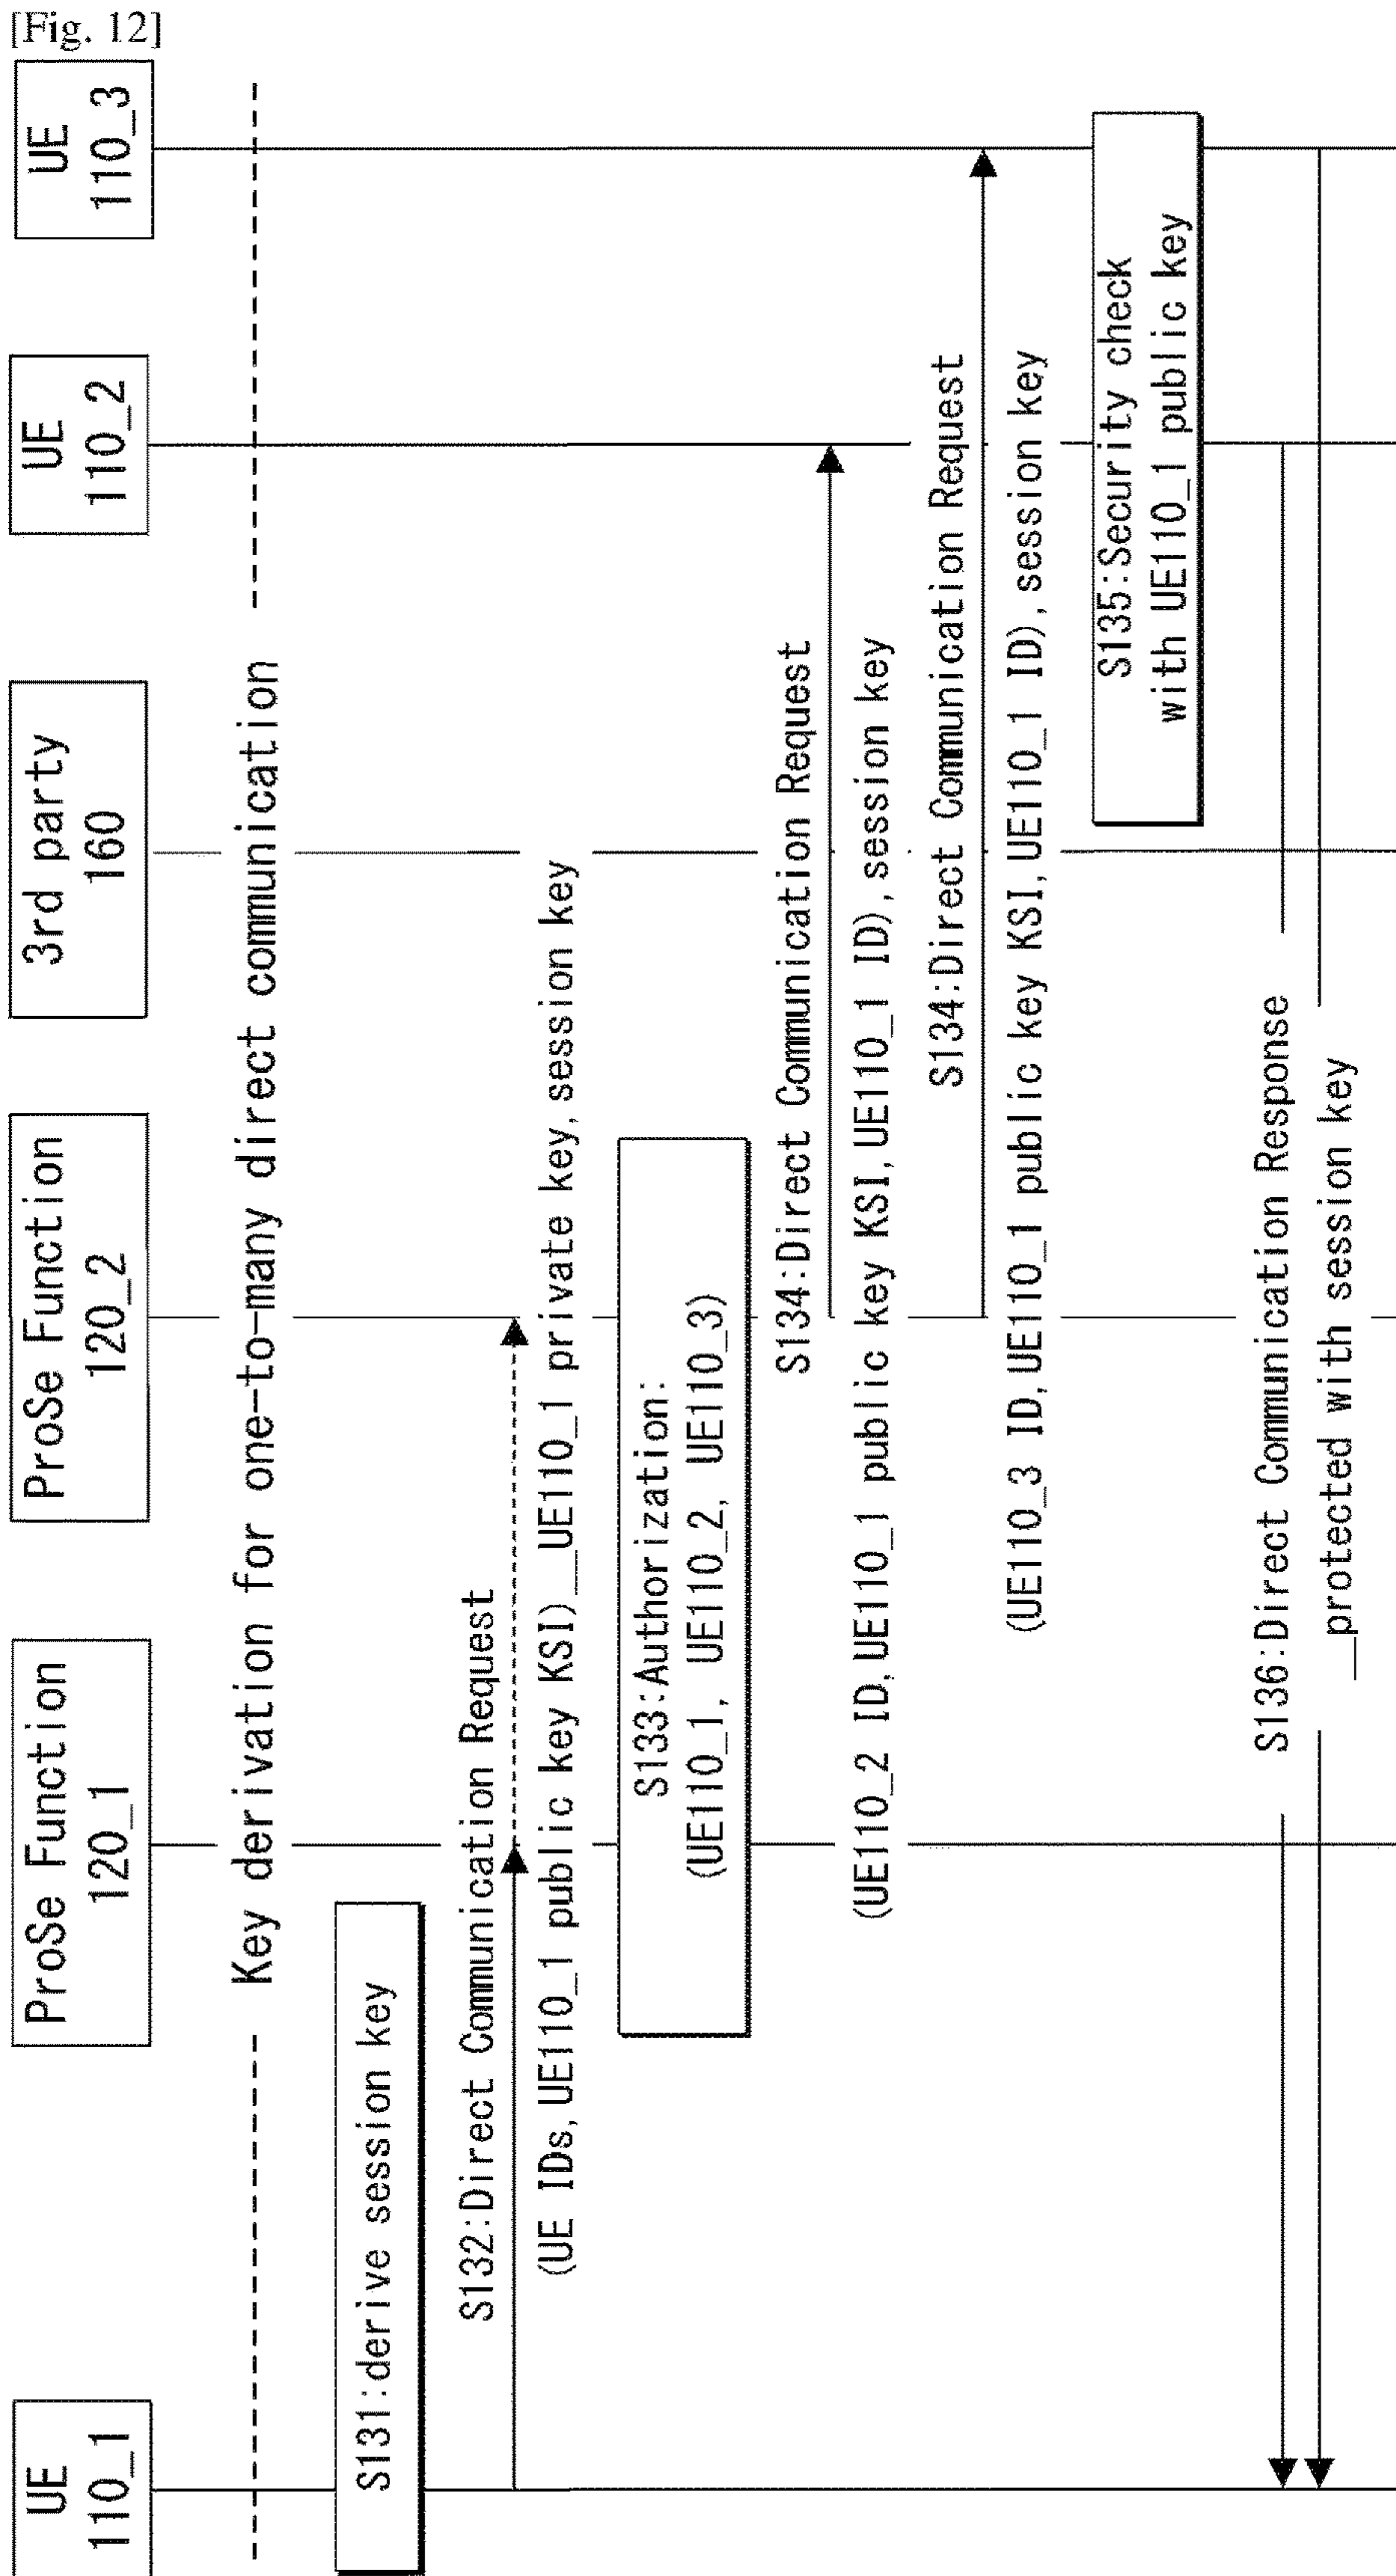 [Fig. 12]
UE
110_1
ProSe Function
120_1
ProSe Function
120_2
3rd party
160
UE
110_2
UE
110_3
Key derivation for one-to-many direct communication
S131:derive session key
S132:Direct Communication Request
(UE IDs, UE110_1 public key KSI)__UE110_1 private key, session key
S133:Authorization:
(UE110_1, UE110_2, UE110_3)
S134:Direct Communication Request
(UE110_2 ID, UE110_1 public key KSI, UE110_1 ID), session key
S134:Direct Communication Request
(UE110_3 ID, UE110_1 public key KSI, UE110_1 ID), session key
S135:Security check
with UE110_1 public key
S136:Direct Communication Response
__protected with session key